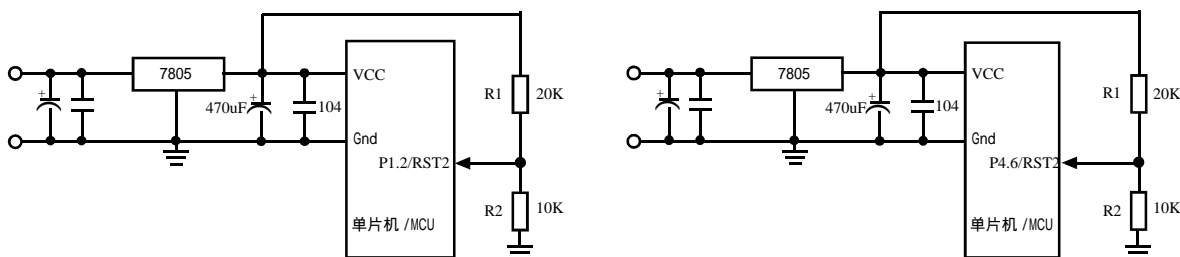 7805
VCC
R1
20K
470uF
104
Gnd
P1.2/RST2
R2
10K
单片机 /MCU
7805
VCC
R1
20K
470uF
104
Gnd
P4.6/RST2
R2
10K
单片机 /MCU